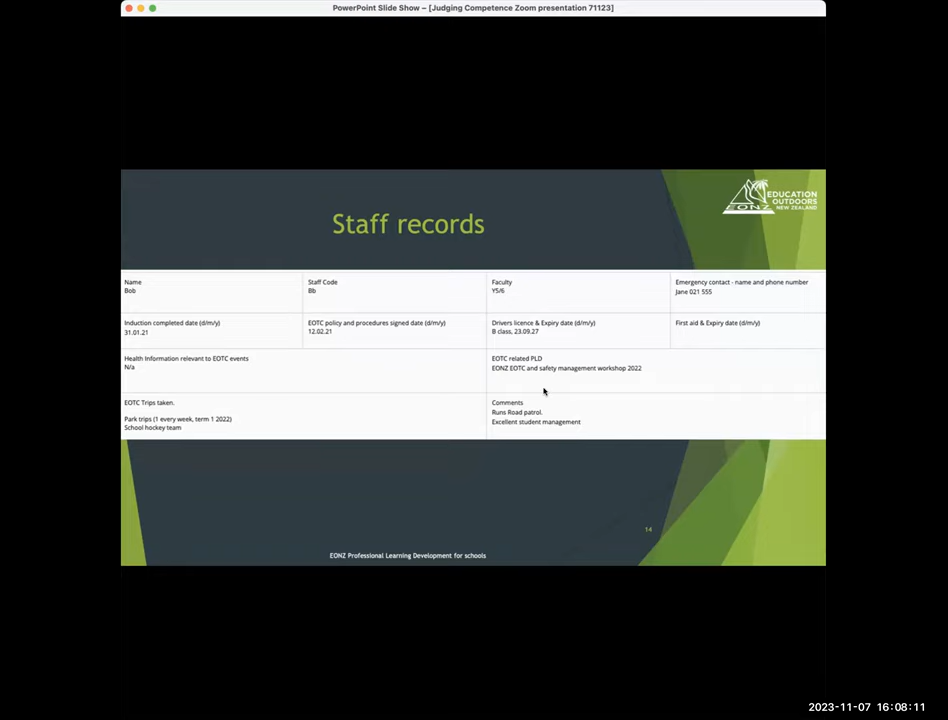 PowerPoint Slide Show – [Judging Competence Zoom presentation 71123]
EDUCATION
OUTDOORS
NEW ZEALAND
EONZ
Staff records
Name
Bob
Staff Code
Bb
Faculty
Y5/6
Emergency contact - name and phone number
Jane 021 555
Induction completed date (d/m/y)
31.01.21
EOTC policy and procedures signed date (d/m/y)
12.02.21
Drivers licence & Expiry date (d/m/y)
B class, 23.09.27
First aid & Expiry date (d/m/y)
Health Information relevant to EOTC events
N/a
EOTC related PLD
EONZ EOTC and safety management workshop 2022
EOTC Trips taken.
Park trips (1 every week, term 1 2022)
School hockey team
Comments
Runs Road patrol.
Excellent student management
14
EONZ Professional Learning Development for schools
2023-11-07 16:08:11